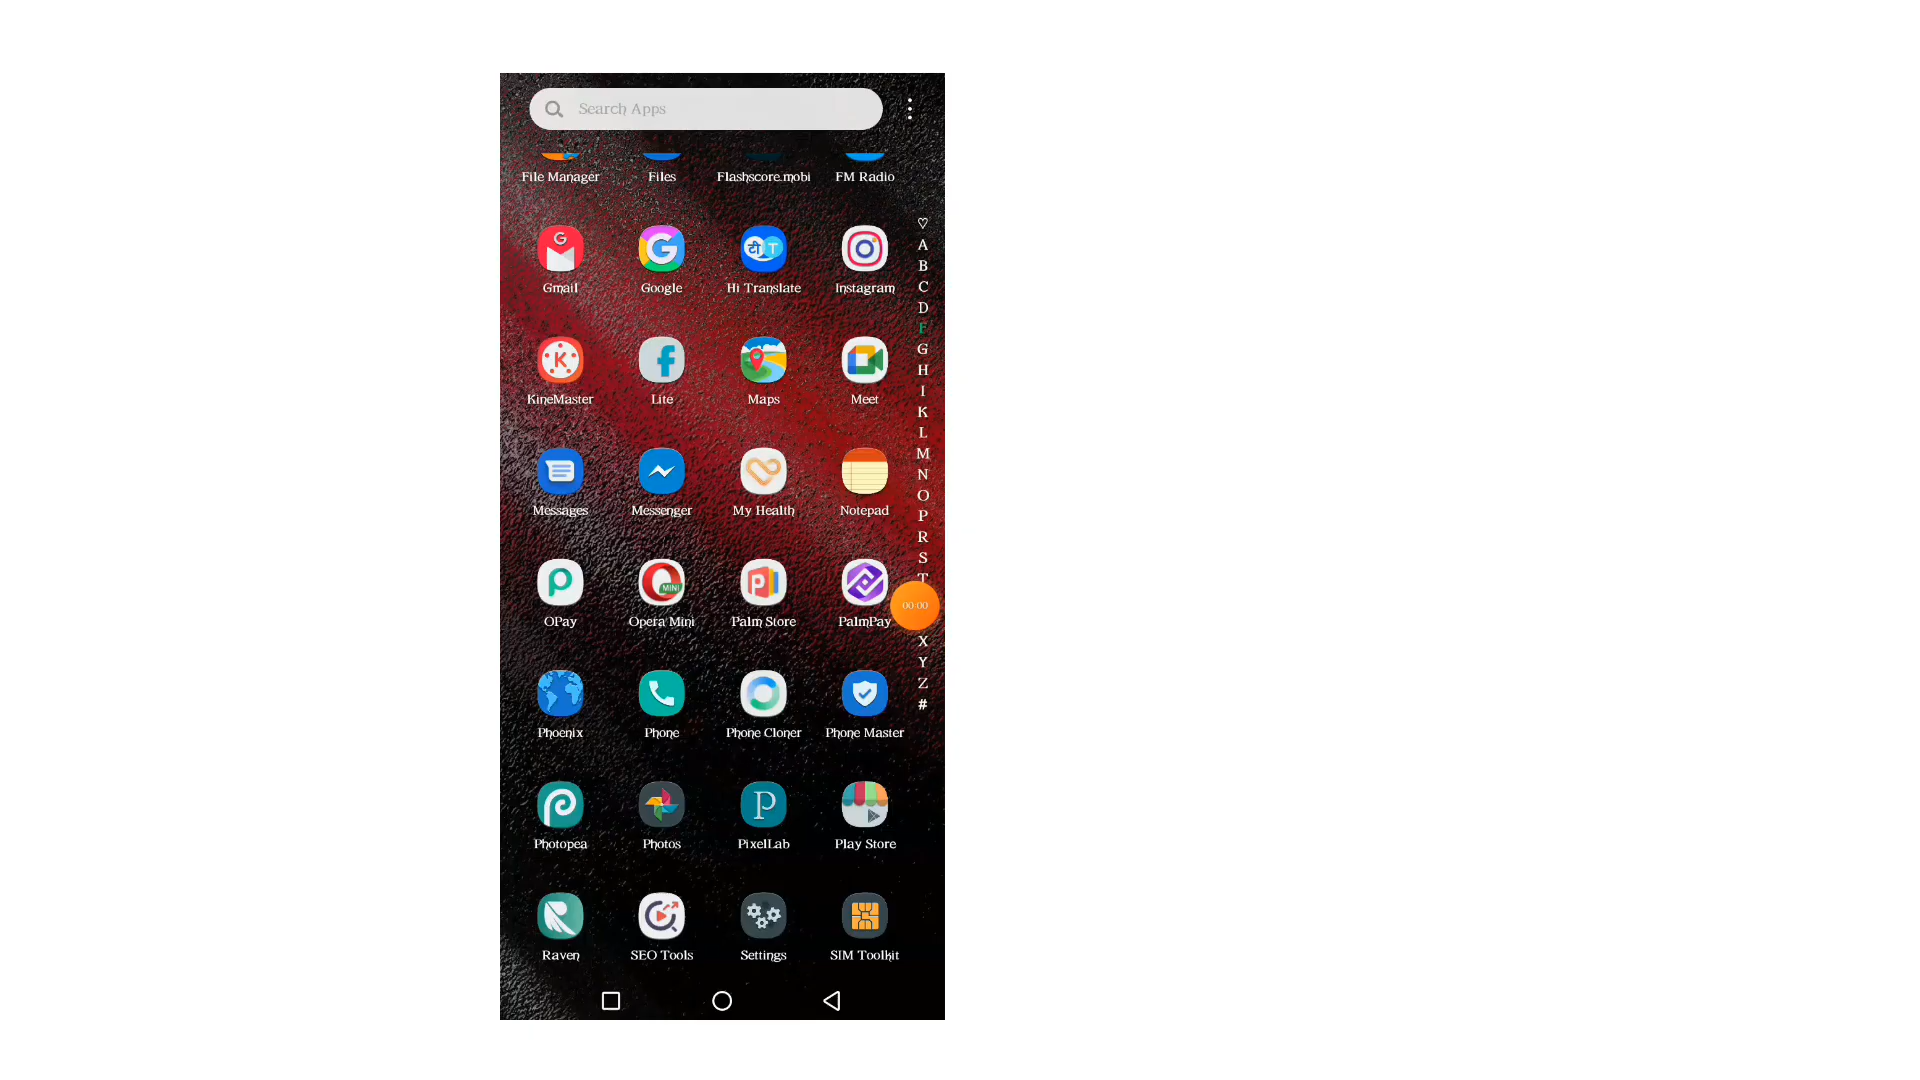 Search Apps
File Manager Files Flashscore.mobi FM Radio
♡
A
B
C
D
F
G
H
I
K
L
M
N
O
P
R
S
T
X
Y
Z
#
G
टी T
Gmail Google Hi Translate Instagram
K f
KineMaster Lite Maps Meet
Messages Messenger My Health Notepad
MINI
OPay Opera Mini Palm Store PalmPay
00:00
Phoenix Phone Phone Cloner Phone Master
P
Photopea Photos PixelLab Play Store
Raven SEO Tools Settings SIM Toolkit